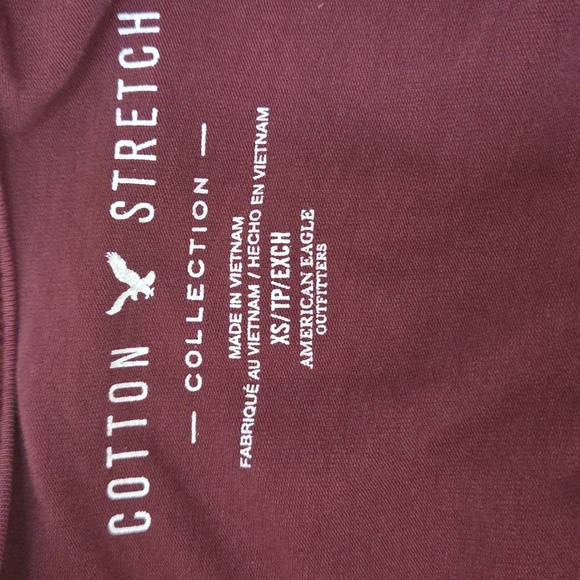 COTTON STRETCH
— COLLECTION —
MADE IN VIETNAM
FABRIQUÉ AU VIETNAM / HECHO EN VIETNAM
XS/TP/EXCH
AMERICAN EAGLE
OUTFITTERS